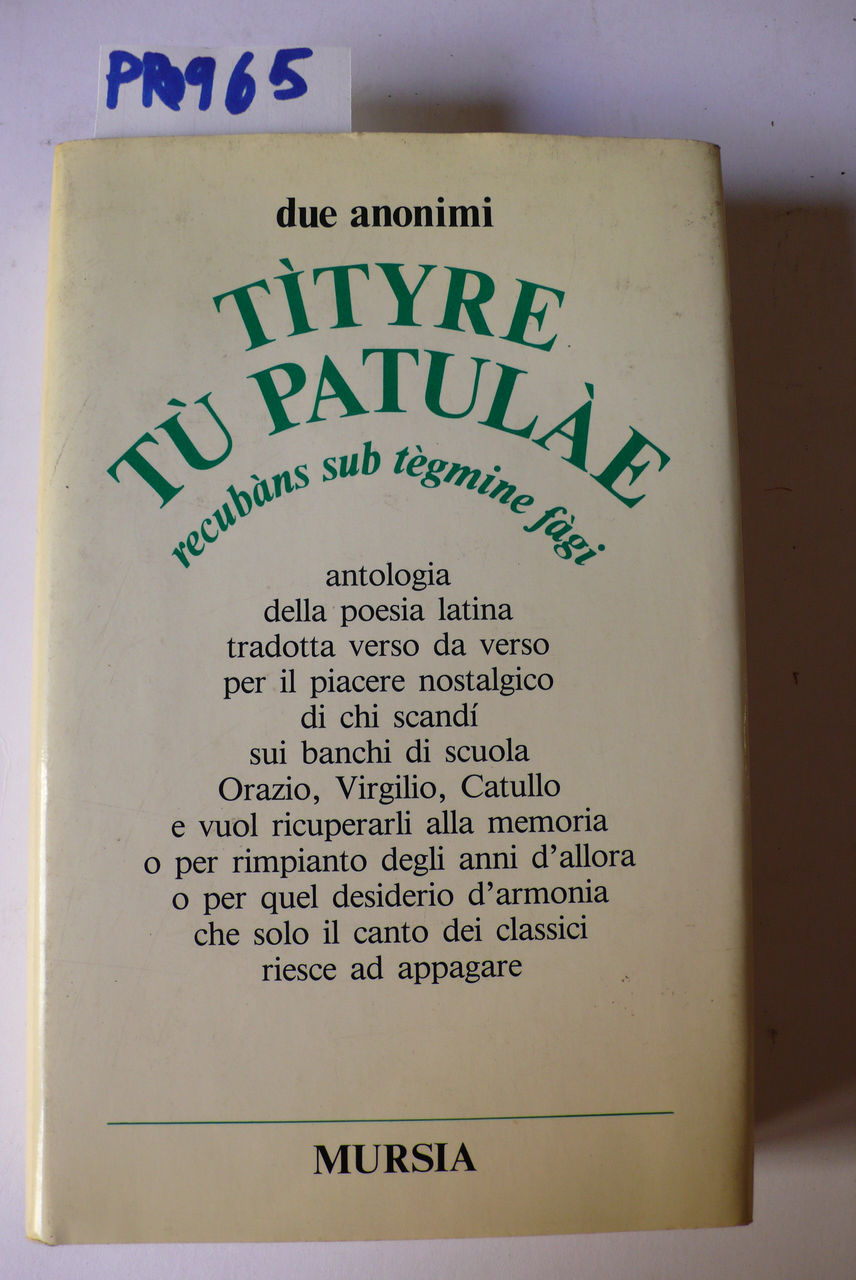 PR965
due anonimi
TÌTYRE
TÙ PATULÀE
recubàns sub tègmine fàgi
antologia
della poesia latina
tradotta verso da verso
per il piacere nostalgico
di chi scandí
sui banchi di scuola
Orazio, Virgilio, Catullo
e vuol ricuperarli alla memoria
o per rimpianto degli anni d'allora
o per quel desiderio d'armonia
che solo il canto dei classici
riesce ad appagare
MURSIA